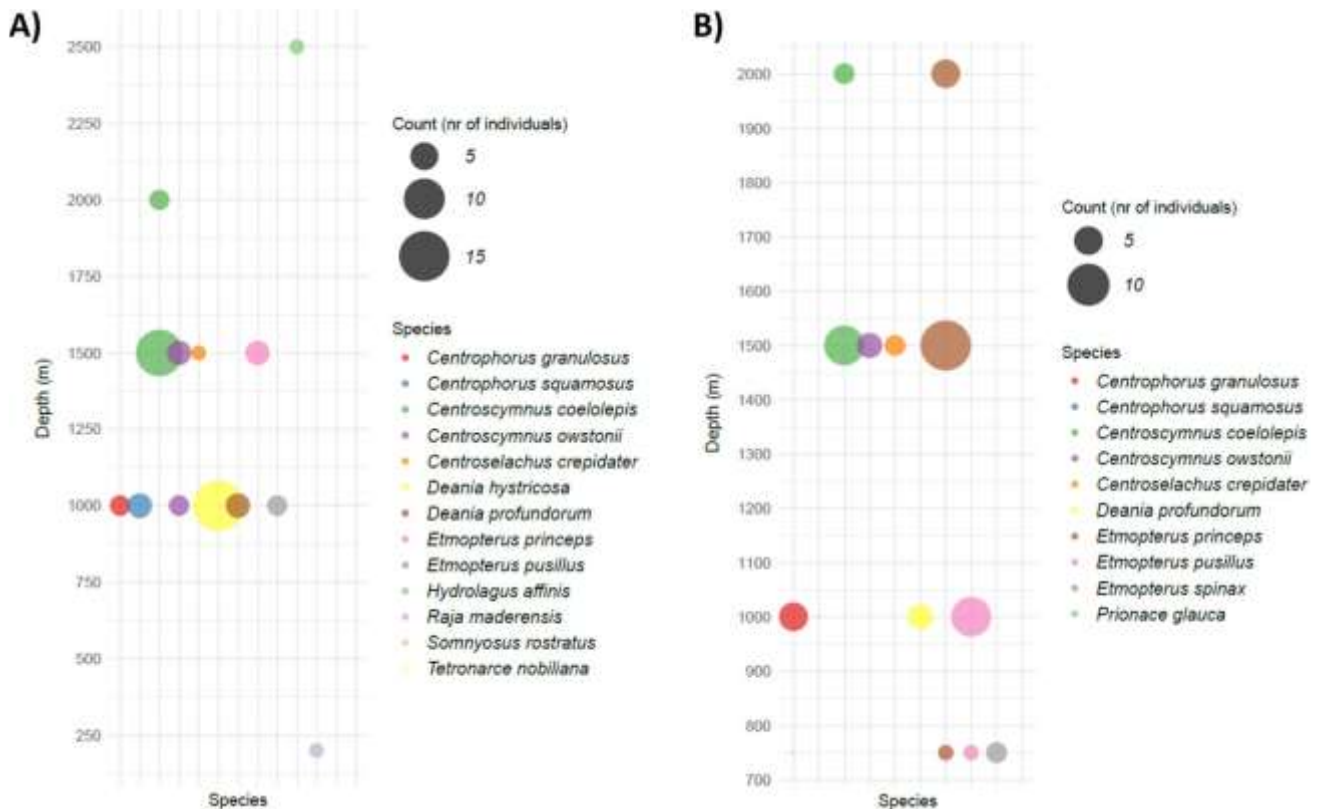 A)
2500
2250
2000
1750
1500
1250
1000
750
500
250
Depth (m)
Species
Count (nr of individuals)
5
10
15
Species
Centrophorus granulosus
Centrophorus squamosus
Centroscymnus coelolepis
Centroscymnus owstonii
Centroselachus crepidater
Deania hystricosa
Deania profundorum
Etmopterus princeps
Etmopterus pusillus
Hydrolagus affinis
Raja maderensis
Somnyosus rostratus
Tetronarce nobiliana
B)
2000
1900
1800
1700
1600
1500
1400
1300
1200
1100
1000
900
800
700
Depth (m)
Species
Count (nr of individuals)
5
10
Species
Centrophorus granulosus
Centrophorus squamosus
Centroscymnus coelolepis
Centroscymnus owstonii
Centroselachus crepidater
Deania profundorum
Etmopterus princeps
Etmopterus pusillus
Etmopterus spinax
Prionace glauca